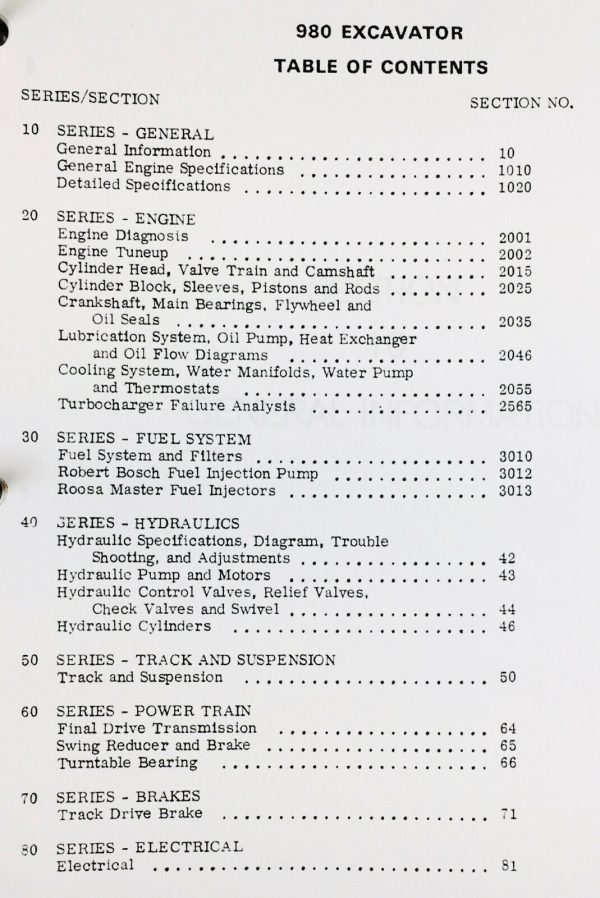 980 EXCAVATOR
TABLE OF CONTENTS
SERIES/SECTION SECTION NO.
10 SERIES - GENERAL
General Information . . . . . . . . . . . . . . . . . . . . . . . . 10
General Engine Specifications . . . . . . . . . . . . . . . . . 1010
Detailed Specifications . . . . . . . . . . . . . . . . . . . . . . 1020
20 SERIES - ENGINE
Engine Diagnosis . . . . . . . . . . . . . . . . . . . . . . . . . 2001
Engine Tuneup . . . . . . . . . . . . . . . . . . . . . . . . . . . 2002
Cylinder Head, Valve Train and Camshaft . . . . . . . . . 2015
Cylinder Block, Sleeves, Pistons and Rods . . . . . . . . . 2025
Crankshaft, Main Bearings, Flywheel and
Oil Seals . . . . . . . . . . . . . . . . . . . . . . . . . . . . 2035
Lubrication System, Oil Pump, Heat Exchanger
and Oil Flow Diagrams . . . . . . . . . . . . . . . . . . 2046
Cooling System, Water Manifolds, Water Pump
and Thermostats . . . . . . . . . . . . . . . . . . . . . . 2055
Turbocharger Failure Analysis . . . . . . . . . . . . . . . . . 2565
30 SERIES - FUEL SYSTEM
Fuel System and Filters . . . . . . . . . . . . . . . . . . . . . 3010
Robert Bosch Fuel Injection Pump . . . . . . . . . . . . . . . 3012
Roosa Master Fuel Injectors . . . . . . . . . . . . . . . . . . 3013
40 SERIES - HYDRAULICS
Hydraulic Specifications, Diagram, Trouble
Shooting, and Adjustments . . . . . . . . . . . . . . . . . 42
Hydraulic Pump and Motors . . . . . . . . . . . . . . . . . . 43
Hydraulic Control Valves, Relief Valves,
Check Valves and Swivel . . . . . . . . . . . . . . . . . . 44
Hydraulic Cylinders . . . . . . . . . . . . . . . . . . . . . . . 46
50 SERIES - TRACK AND SUSPENSION
Track and Suspension . . . . . . . . . . . . . . . . . . . . . . 50
60 SERIES - POWER TRAIN
Final Drive Transmission . . . . . . . . . . . . . . . . . . . 64
Swing Reducer and Brake . . . . . . . . . . . . . . . . . . . . 65
Turntable Bearing . . . . . . . . . . . . . . . . . . . . . . . . 66
70 SERIES - BRAKES
Track Drive Brake . . . . . . . . . . . . . . . . . . . . . . . . 71
80 SERIES - ELECTRICAL
Electrical . . . . . . . . . . . . . . . . . . . . . . . . . . . . . . 81